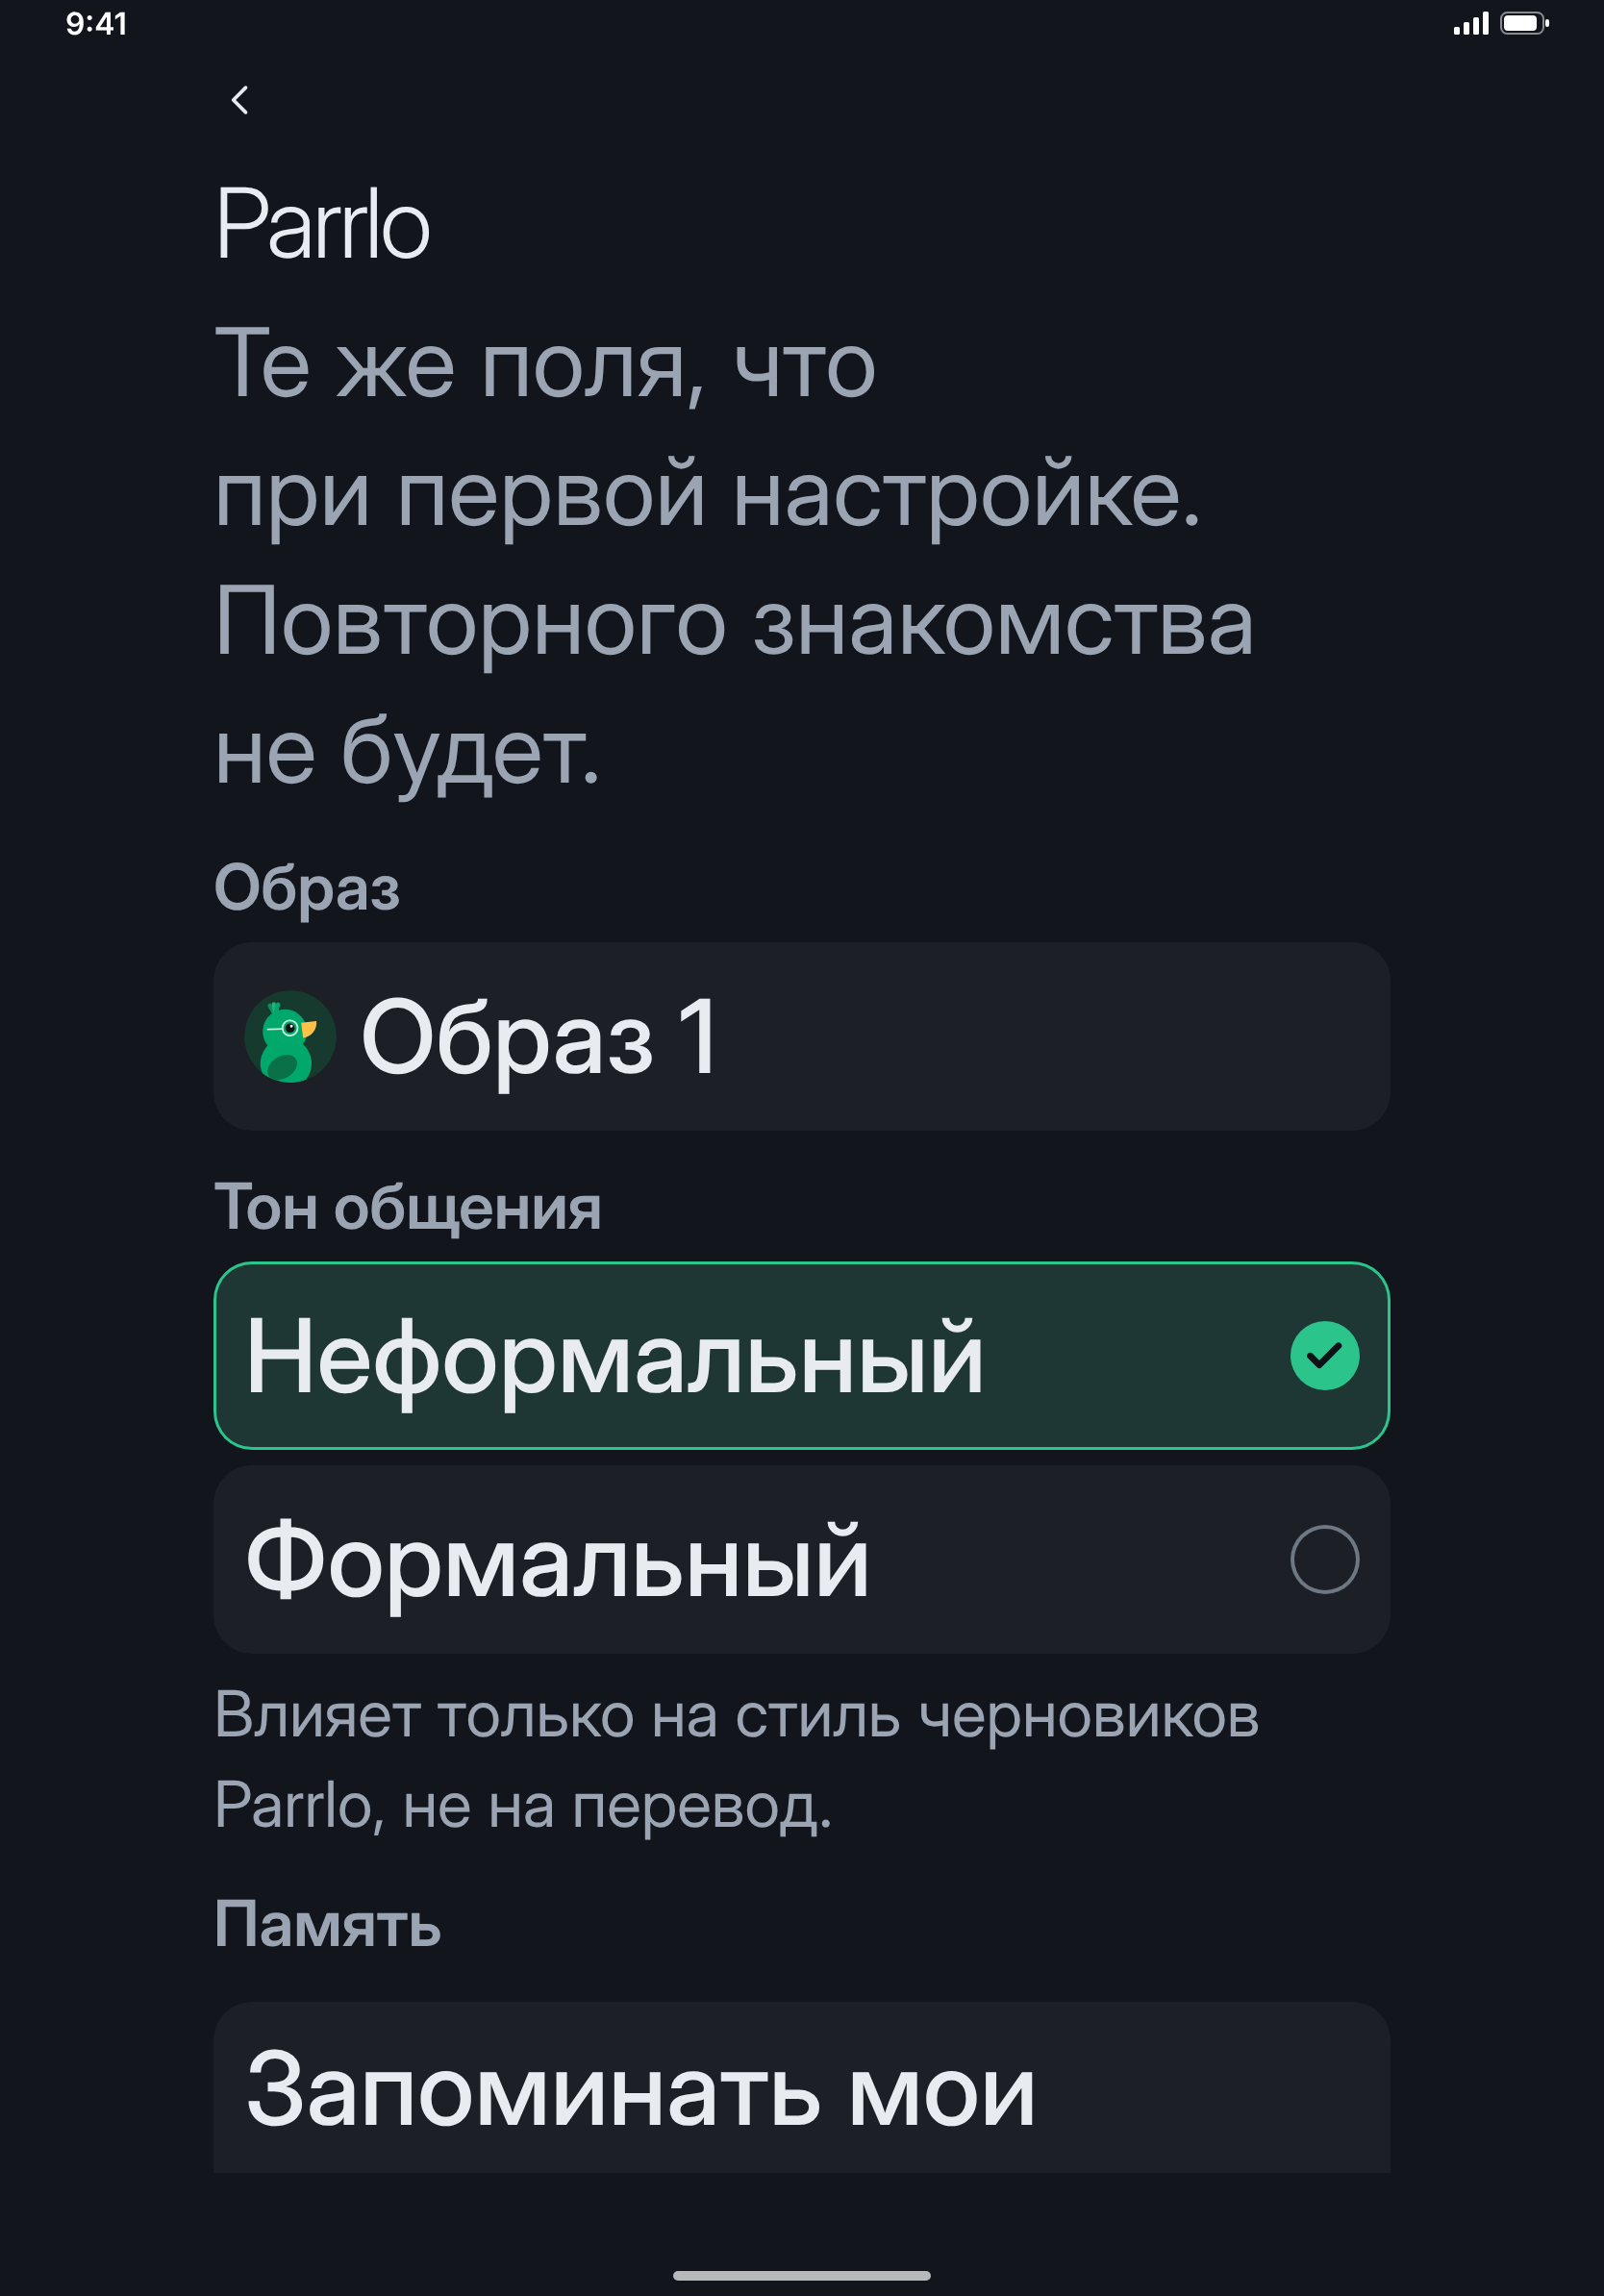 9:41
Parrlo
Те же поля, что
при первой настройке.
Повторного знакомства
не будет.
Образ
Образ 1
Тон общения
Неформальный
Формальный
Влияет только на стиль черновиков
Parrlo, не на перевод.
Память
Запоминать мои